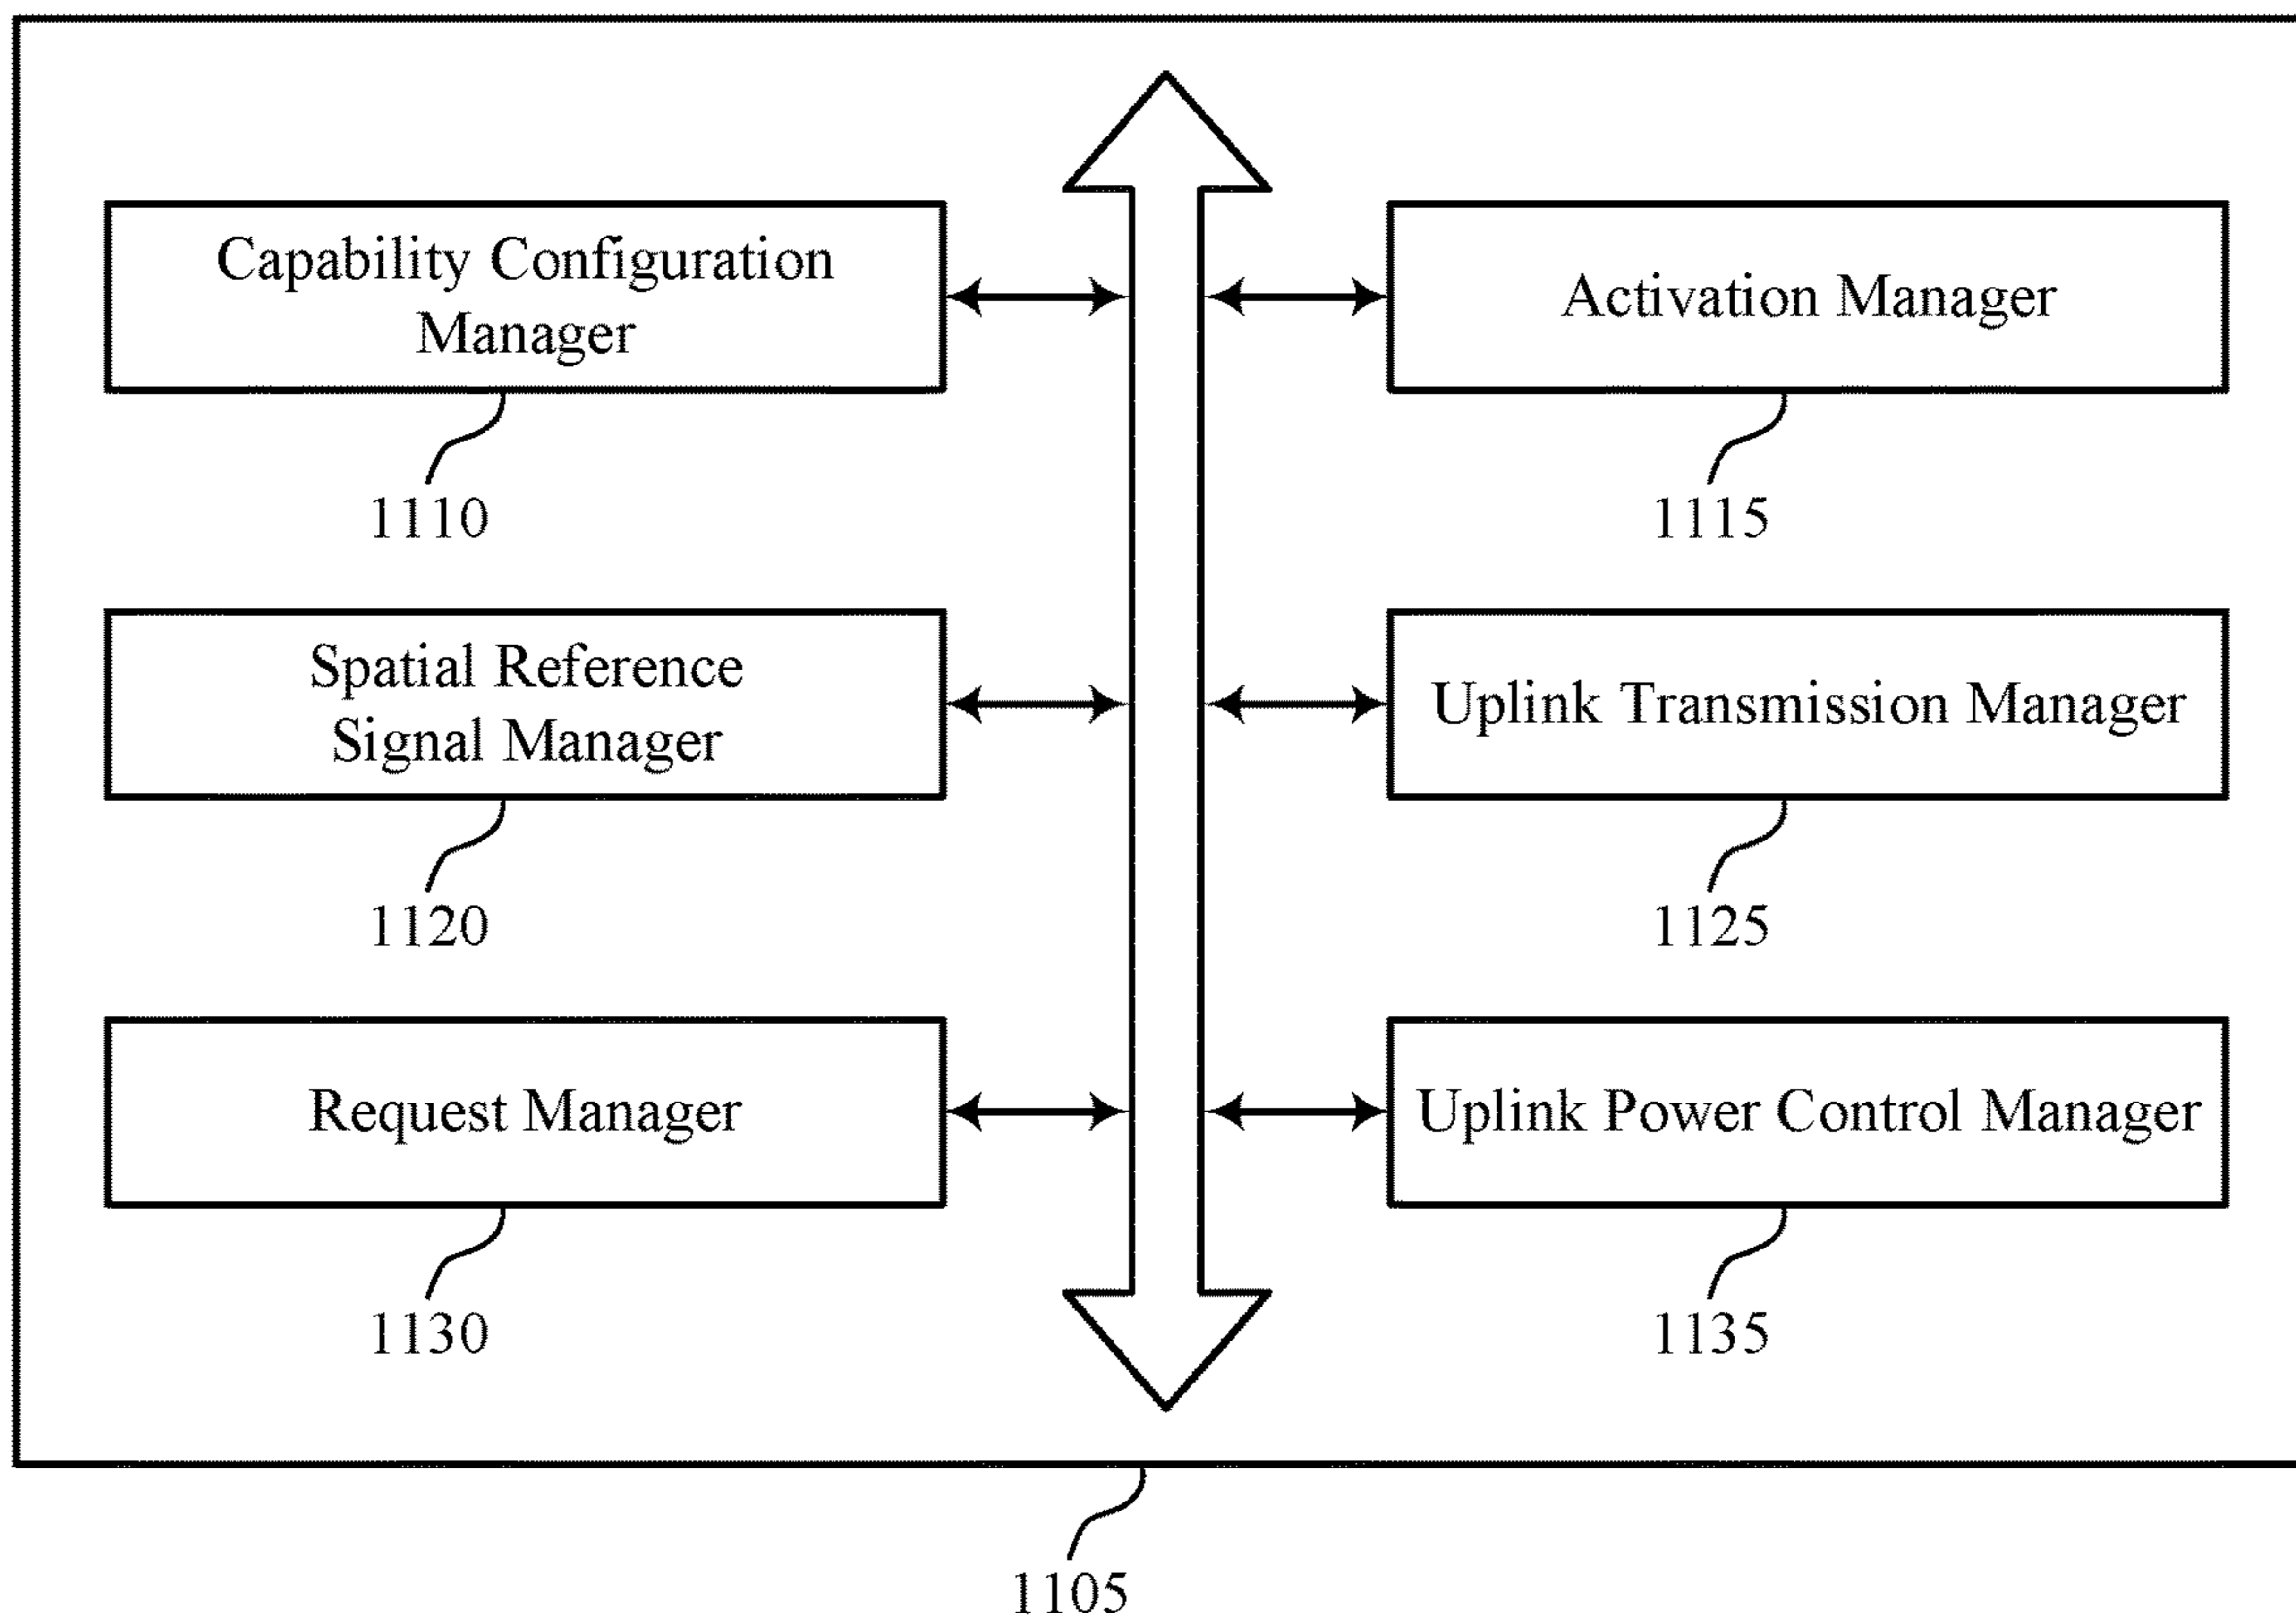 Capability Configuration
Manager
1110
Activation Manager
1115
Spatial Reference
Signal Manager
1120
Uplink Transmission Manager
1125
Request Manager
1130
Uplink Power Control Manager
1135
1105